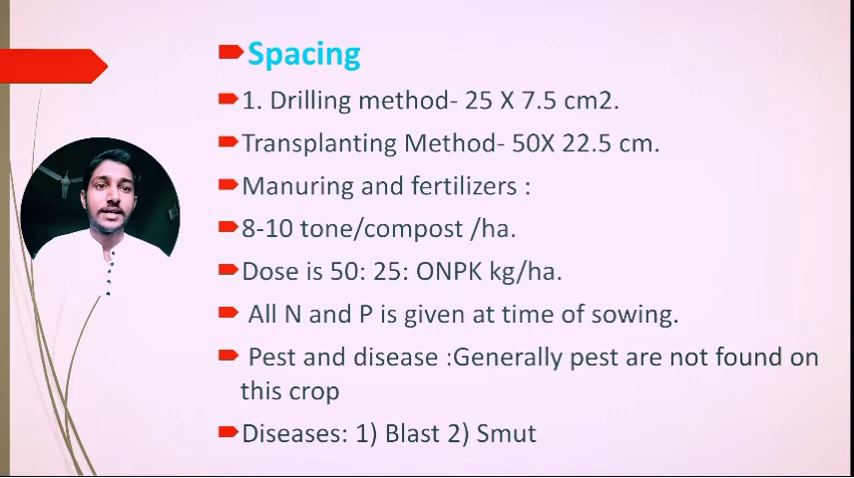 Spacing
1. Drilling method- 25 X 7.5 cm2.
Transplanting Method- 50X 22.5 cm.
Manuring and fertilizers :
8-10 tone/compost /ha.
Dose is 50: 25: ONPK kg/ha.
All N and P is given at time of sowing.
Pest and disease :Generally pest are not found on
this crop
Diseases: 1) Blast 2) Smut